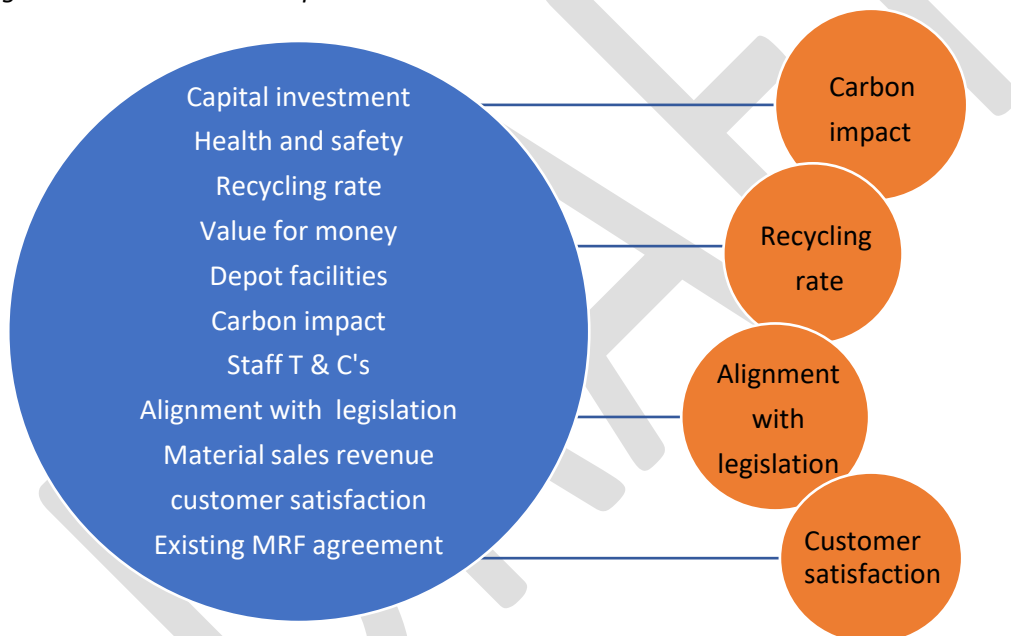 Capital investment
Health and safety
Recycling rate
Value for money
Depot facilities
Carbon impact
Staff T & C's
Alignment with  legislation
Material sales revenue
customer satisfaction
Existing MRF agreement
Carbon
impact
Recycling
rate
Alignment
with
legislation
Customer
satisfaction